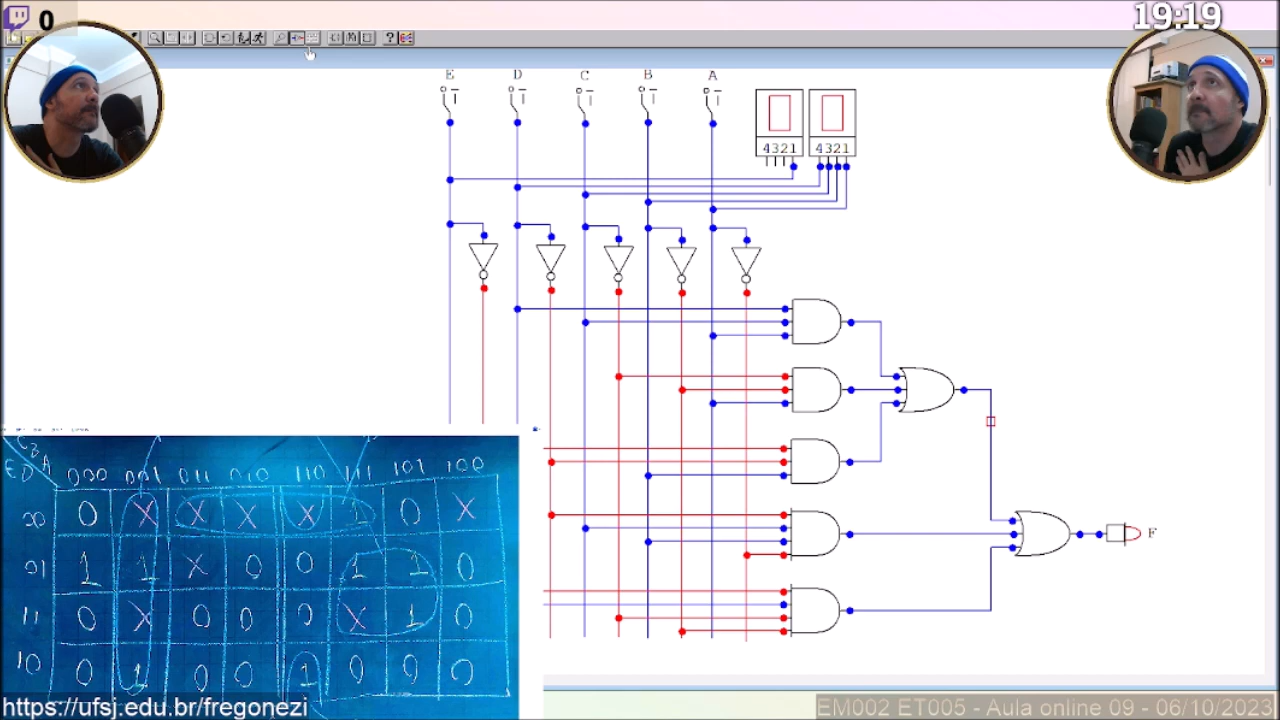 0
19:19
E D C B A
4321 4321
F
CBA
ED 000 001 011 010 110 111 101 100
00 0 X X X X 1 0 X
01 1 1 X 0 0 1 1 0
11 0 X 0 0 0 X 1 0
10 0 1 0 0 1 0 0 0
https://ufsj.edu.br/fregonezi
EM002 ET005 - Aula online 09 - 06/10/2023